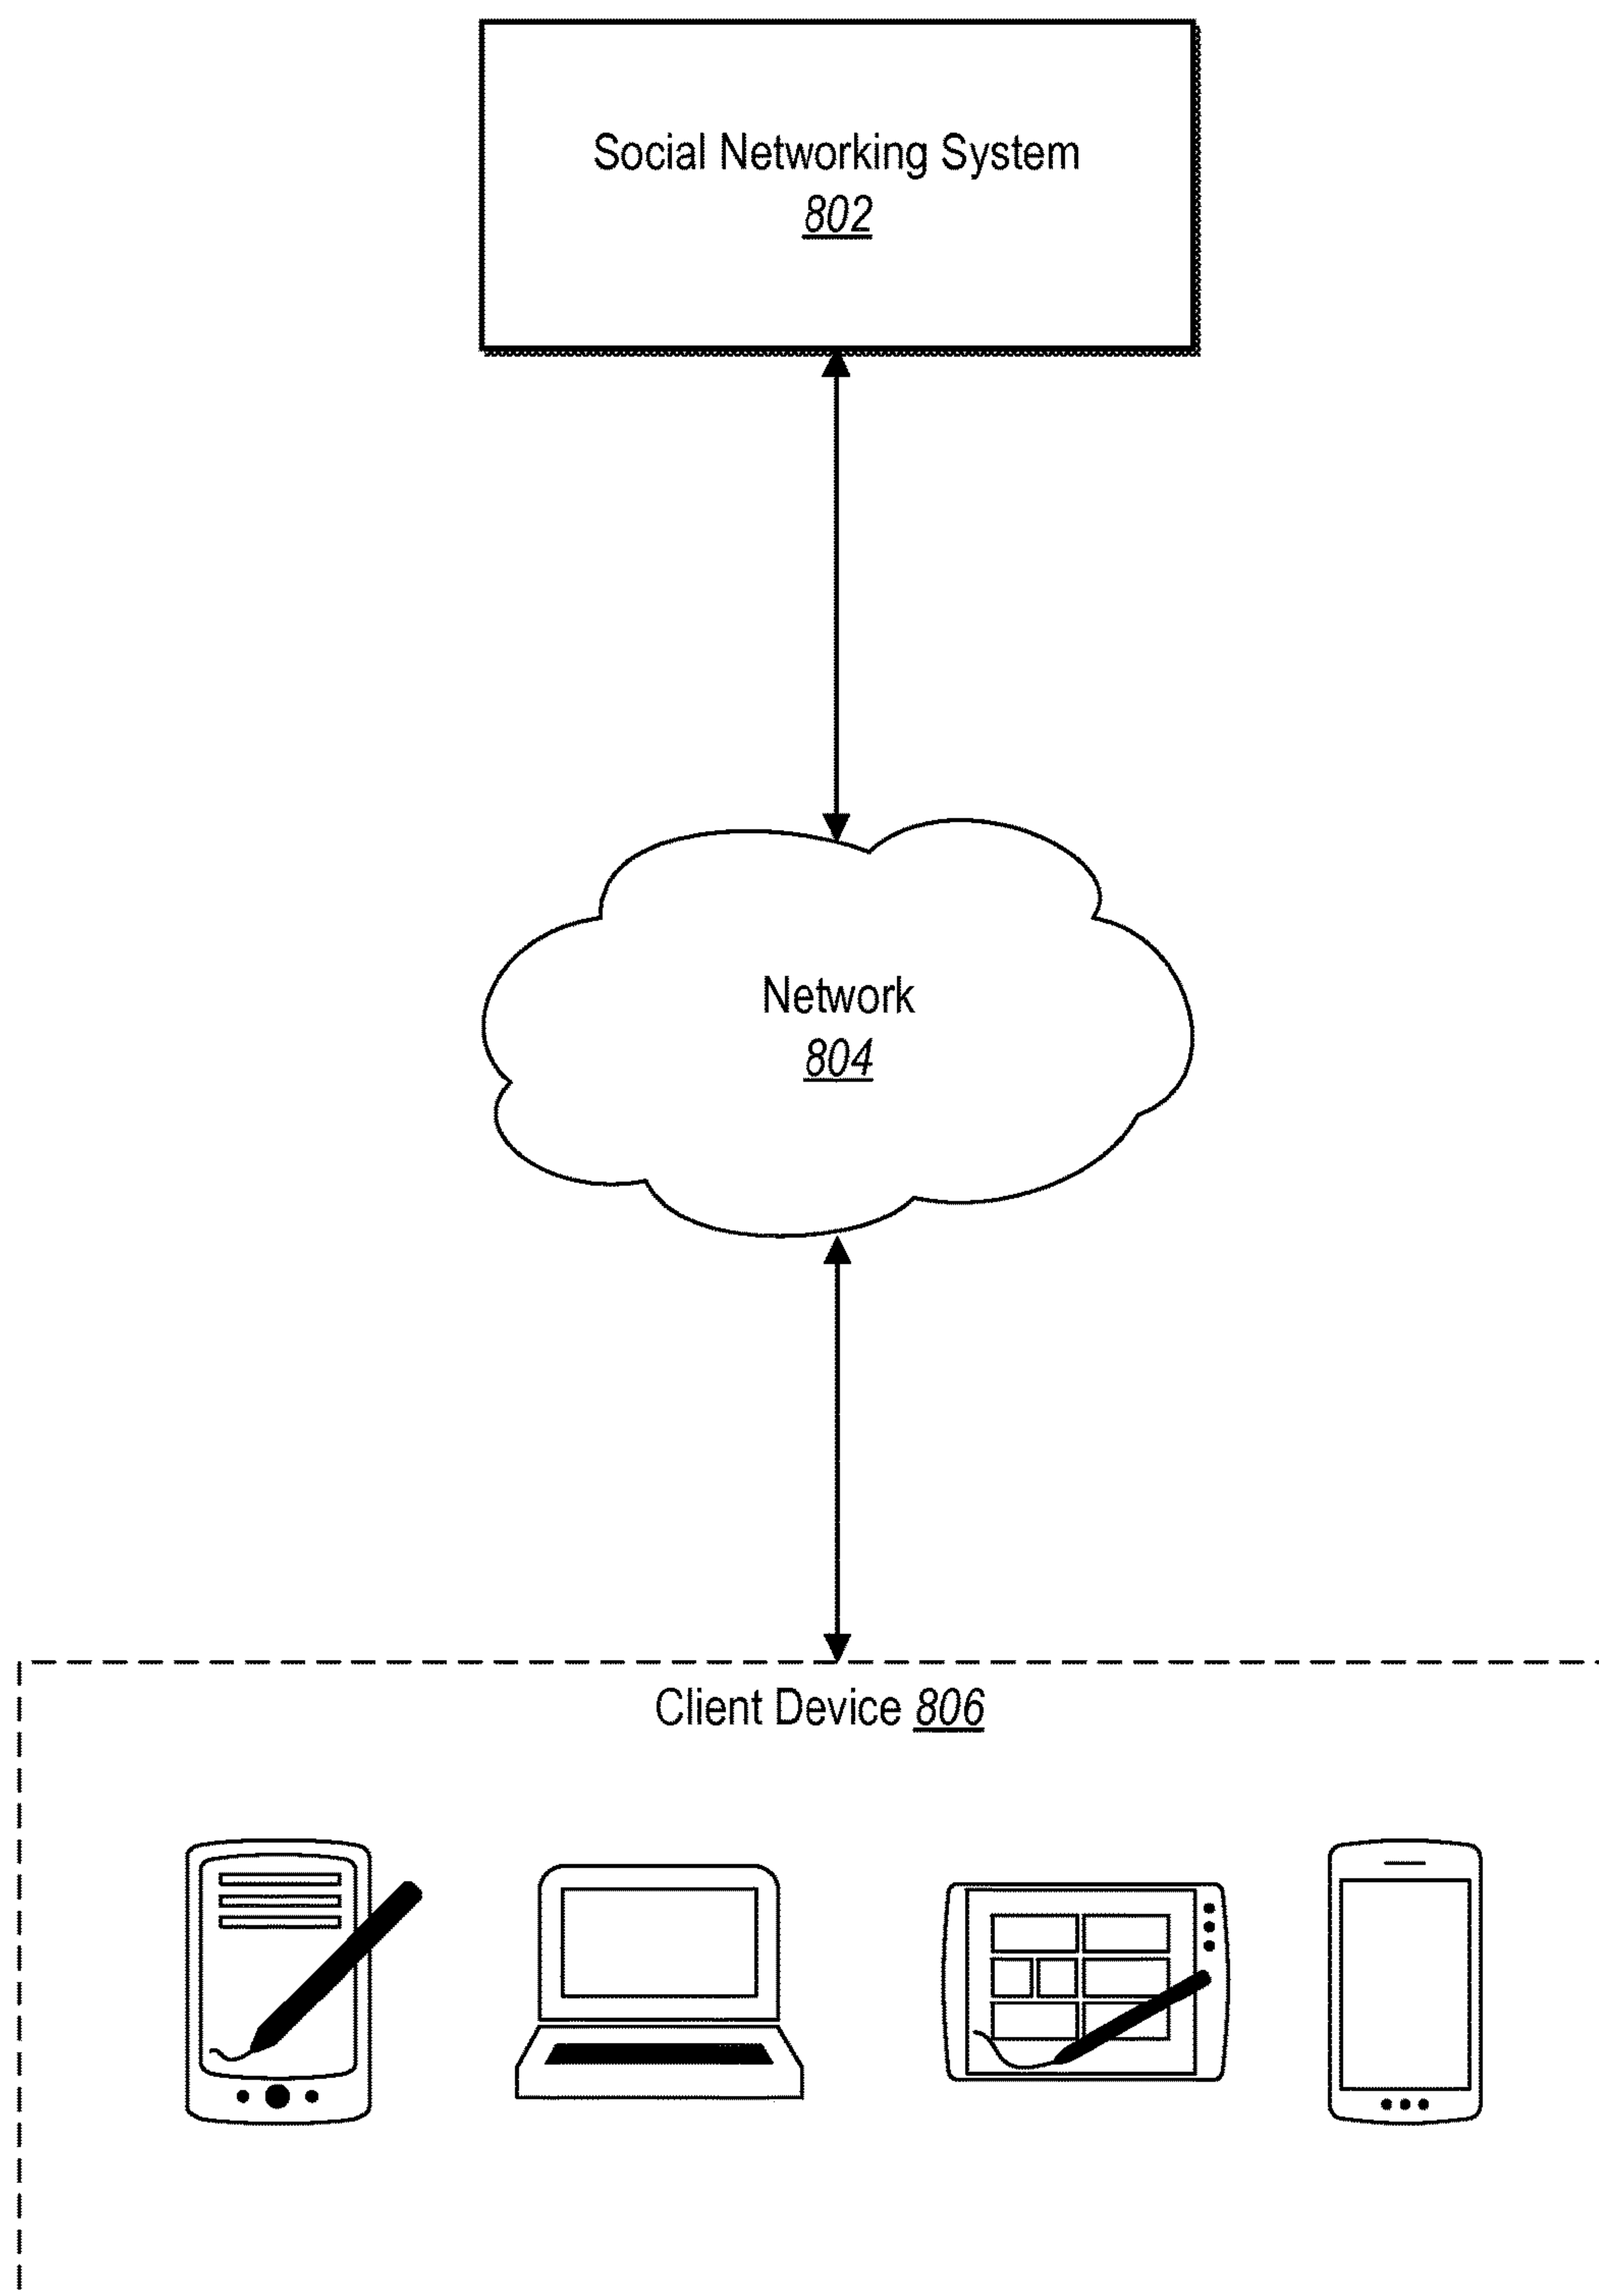 Social Networking System
802
Network
804
Client Device 806